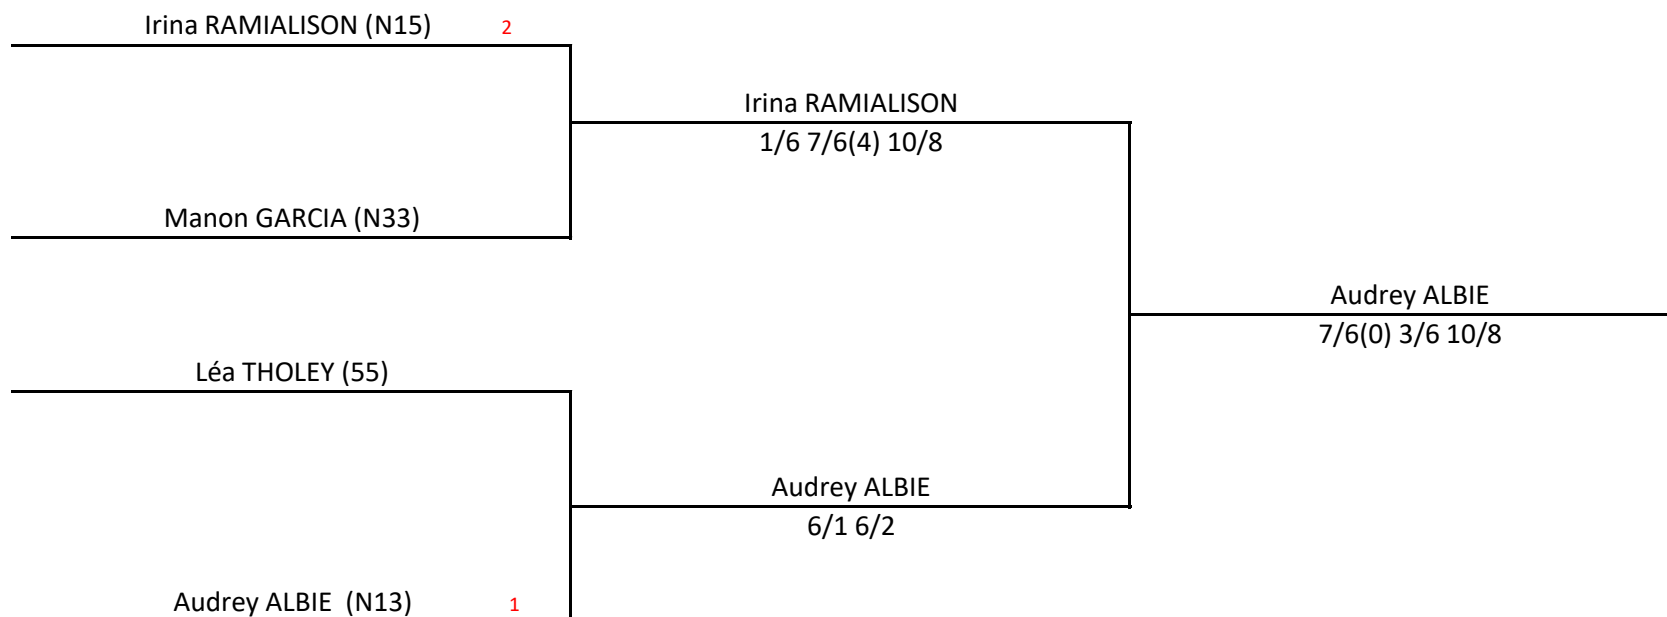 Irina RAMIALISON (N15) 2
Irina RAMIALISON
1/6 7/6(4) 10/8
Manon GARCIA (N33)
Audrey ALBIE
7/6(0) 3/6 10/8
Léa THOLEY (55)
Audrey ALBIE
6/1 6/2
Audrey ALBIE (N13) 1